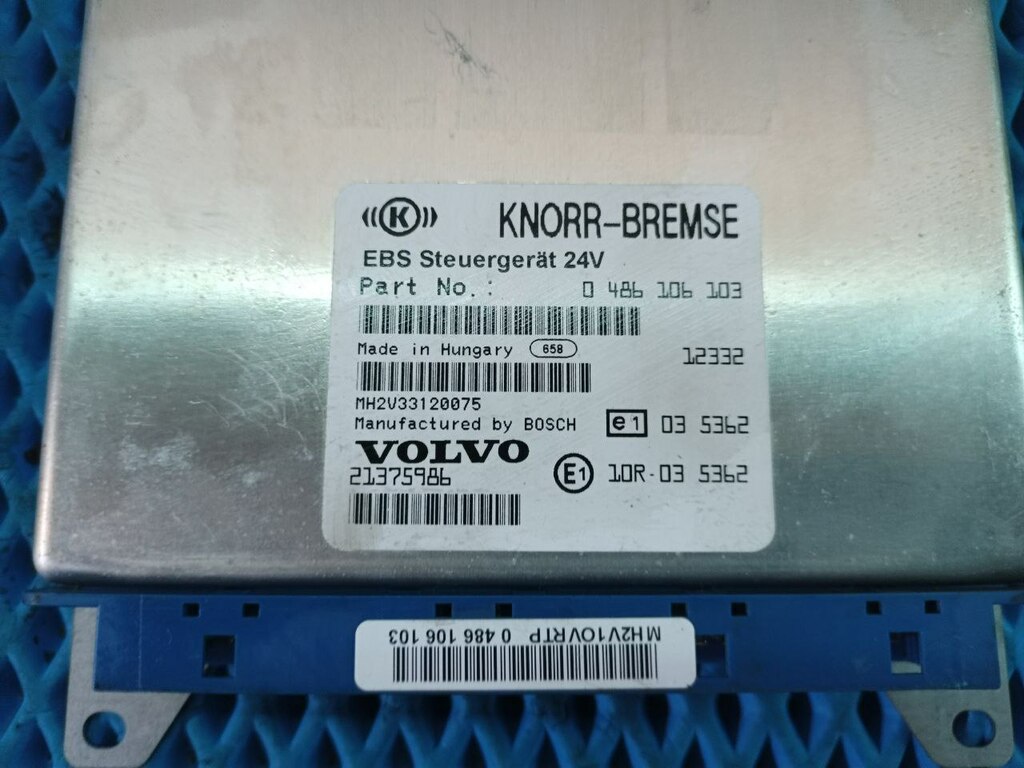 K KNORR-BREMSE
EBS Steuergerät 24V
Part No.: 0 486 106 103
Made in Hungary 658 12332
MH2V33120075
Manufactured by BOSCH e1 03 5362
VOLVO
21375986 E1 10R-03 5362
MH2V10VRTP 0 486 106 103